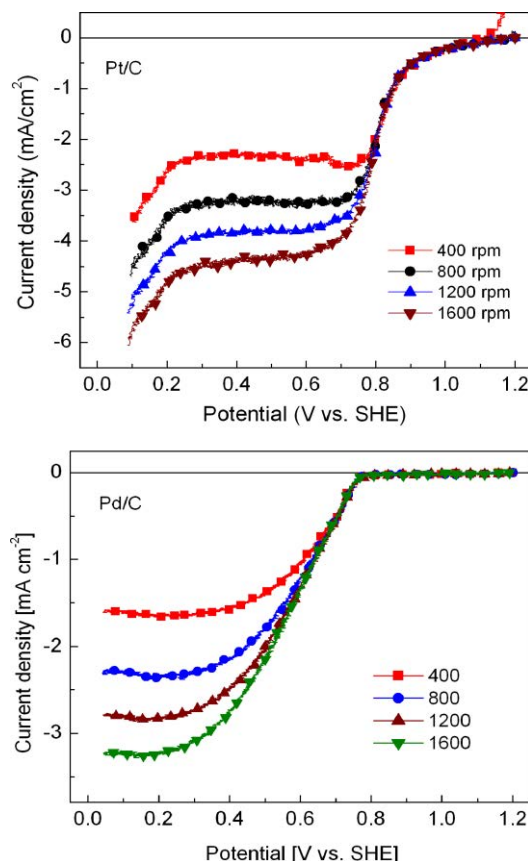 0
Pt/C
-1
-2
-3
-4
-5
-6
Current density (mA/cm²)
400 rpm
800 rpm
1200 rpm
1600 rpm
0.0 0.2 0.4 0.6 0.8 1.0 1.2
Potential (V vs. SHE)
0
Pd/C
-1
-2
-3
Current density [mA cm⁻²]
400
800
1200
1600
0.0 0.2 0.4 0.6 0.8 1.0 1.2
Potential [V vs. SHE]